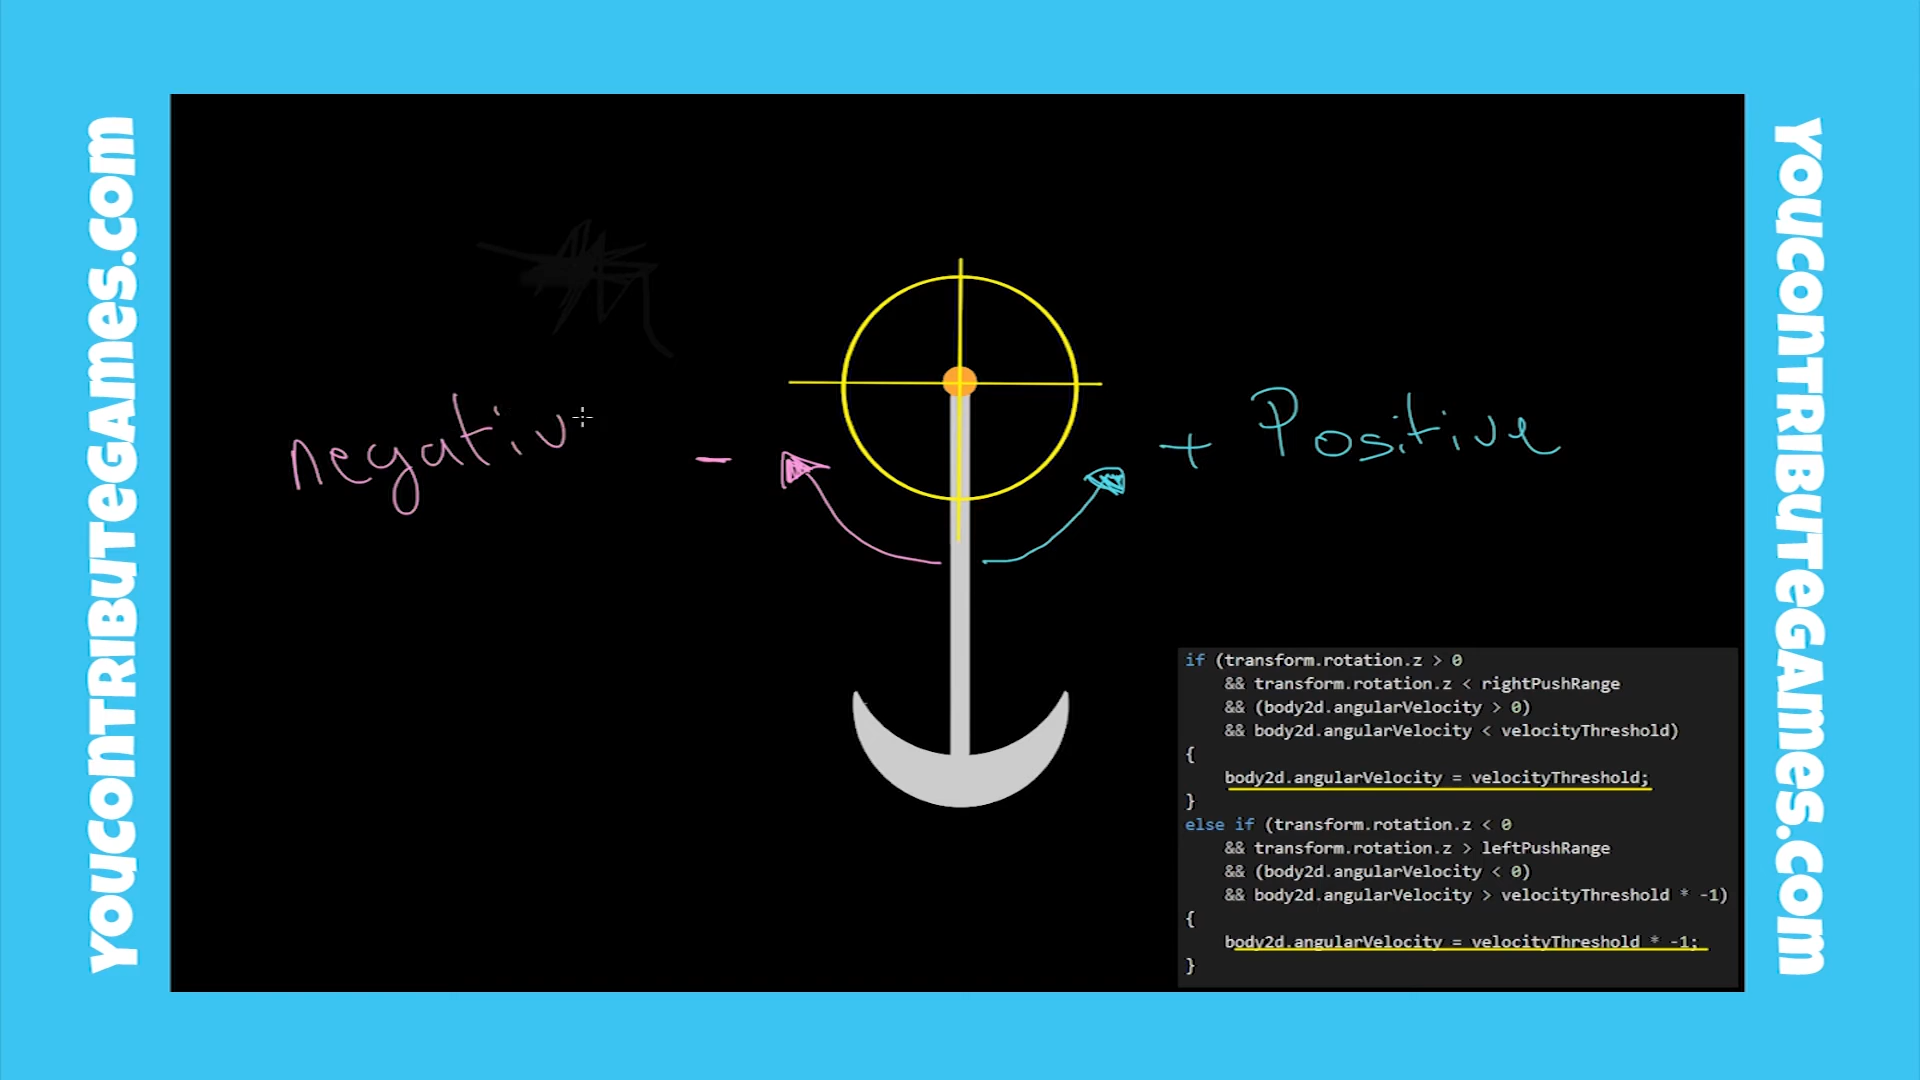 YOUCONTRIBUTEGAMES.COM
negativ
-
+ Positive
if (transform.rotation.z > 0
&& transform.rotation.z < rightPushRange
&& (body2d.angularVelocity > 0)
&& body2d.angularVelocity < velocityThreshold)
{
body2d.angularVelocity = velocityThreshold;
}
else if (transform.rotation.z < 0
&& transform.rotation.z > leftPushRange
&& (body2d.angularVelocity < 0)
&& body2d.angularVelocity > velocityThreshold * -1)
{
body2d.angularVelocity = velocityThreshold * -1;
}
YOUCONTRIBUTEGAMES.COM